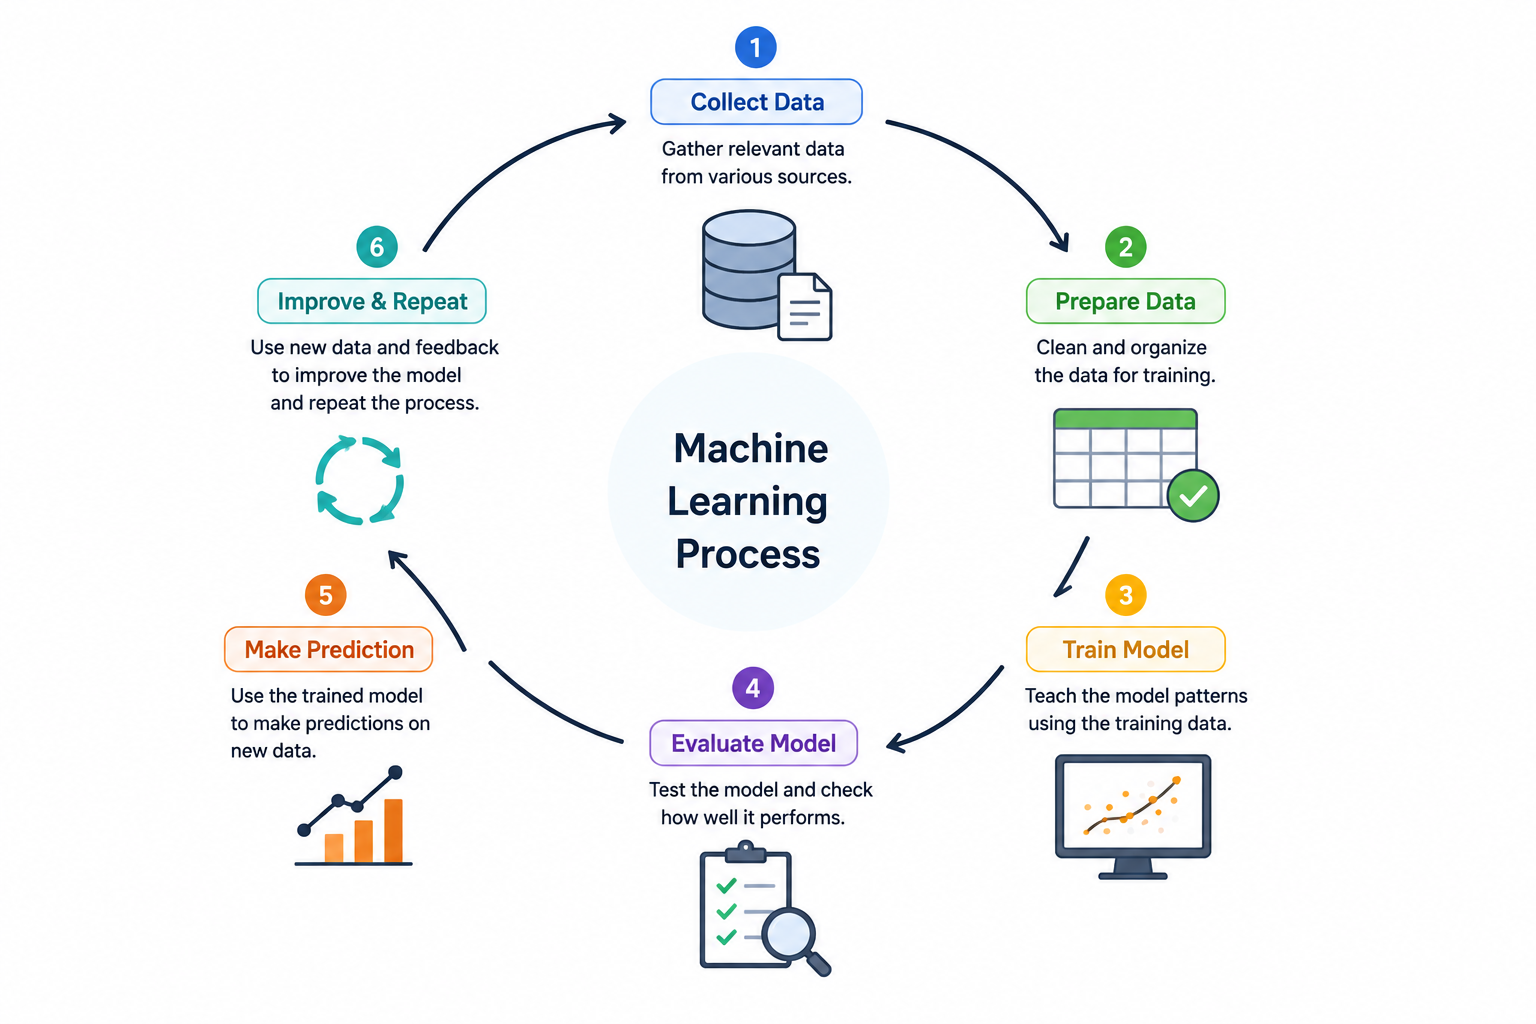 Machine
Learning
Process
1
Collect Data
Gather relevant data
from various sources.
2
Prepare Data
Clean and organize
the data for training.
3
Train Model
Teach the model patterns
using the training data.
4
Evaluate Model
Test the model and check
how well it performs.
5
Make Prediction
Use the trained model
to make predictions on
new data.
6
Improve & Repeat
Use new data and feedback
to improve the model
and repeat the process.